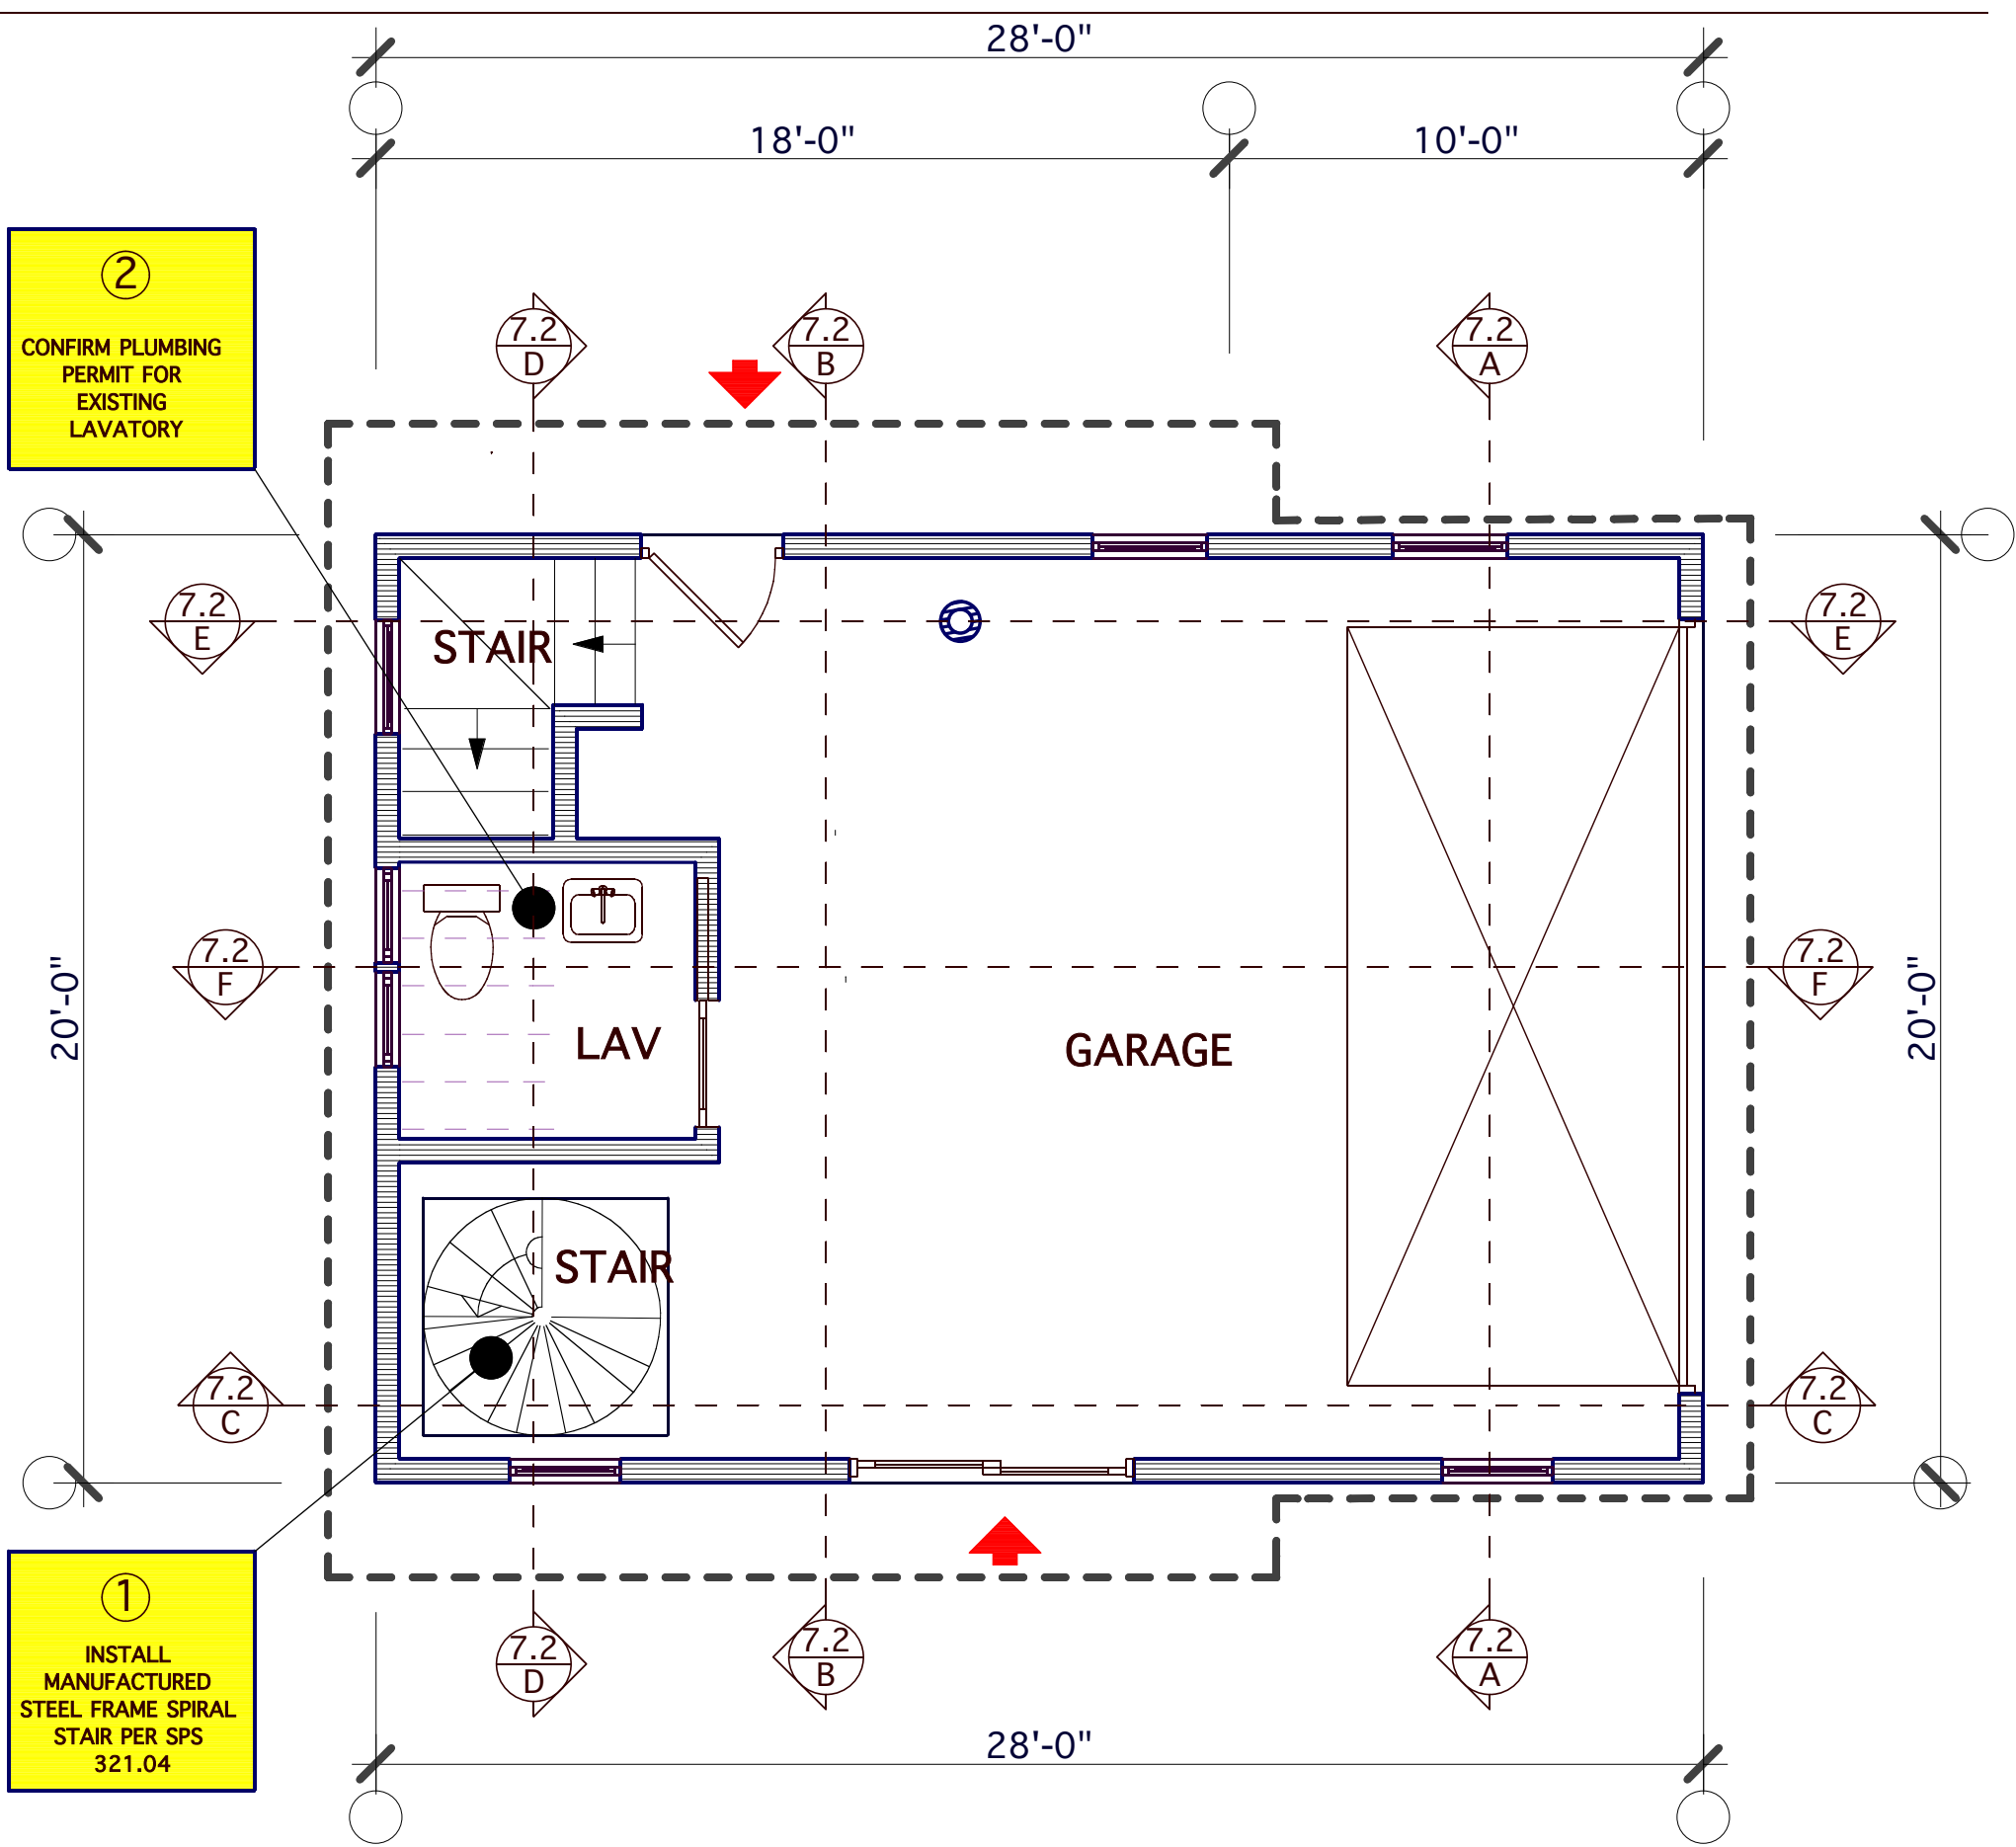 28'-0"
18'-0"
10'-0"
2
CONFIRM PLUMBING
PERMIT FOR
EXISTING
LAVATORY
7.2
D
7.2
B
7.2
A
7.2
E
STAIR
7.2
E
7.2
F
20'-0"
LAV
GARAGE
7.2
F
20'-0"
STAIR
7.2
C
7.2
C
1
INSTALL
MANUFACTURED
STEEL FRAME SPIRAL
STAIR PER SPS
321.04
7.2
D
7.2
B
7.2
A
28'-0"